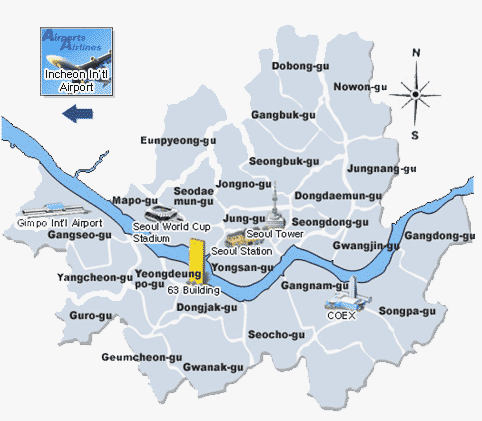 Airports
Airlines
Incheon In'tl
Airport
N
S
Dobong-gu
Nowon-gu
Gangbuk-gu
Eunpyeong-gu
Seongbuk-gu
Jungnang-gu
Jongno-gu
Seodae
mun-gu
Dongdaemun-gu
Mapo-gu
Jung-gu
Seongdong-gu
Gimpo Int'l Airport
Seoul World Cup
Stadium
Seoul Tower
Gangseo-gu
Gwangjin-gu
Gangdong-gu
Seoul Station
Yongsan-gu
Yangcheon-gu
Yeongdeung
po-gu
63 Building
Gangnam-gu
Guro-gu
Dongjak-gu
COEX
Songpa-gu
Seocho-gu
Geumcheon-gu
Gwanak-gu